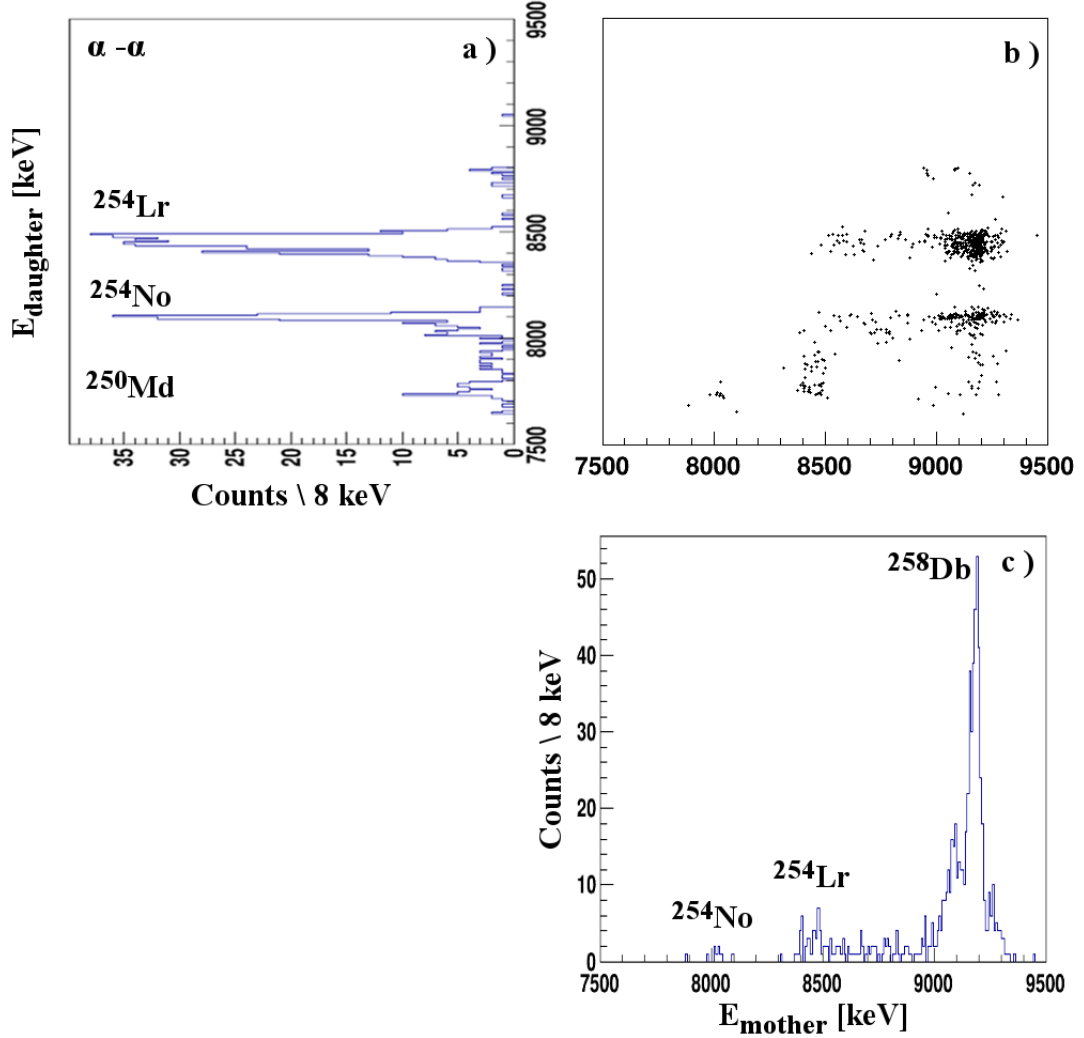 α -α
a )
b )
²⁵⁴Lr
²⁵⁴No
²⁵⁰Md
E_daughter [keV]
7500
8000
8500
9000
9500
35
30
25
20
15
10
5
0
Counts \ 8 keV
7500 8000 8500 9000 9500
²⁵⁸Db
c )
²⁵⁴Lr
²⁵⁴No
Counts \ 8 keV
50
40
30
20
10
0
7500 8000 8500 9000 9500
E_mother [keV]